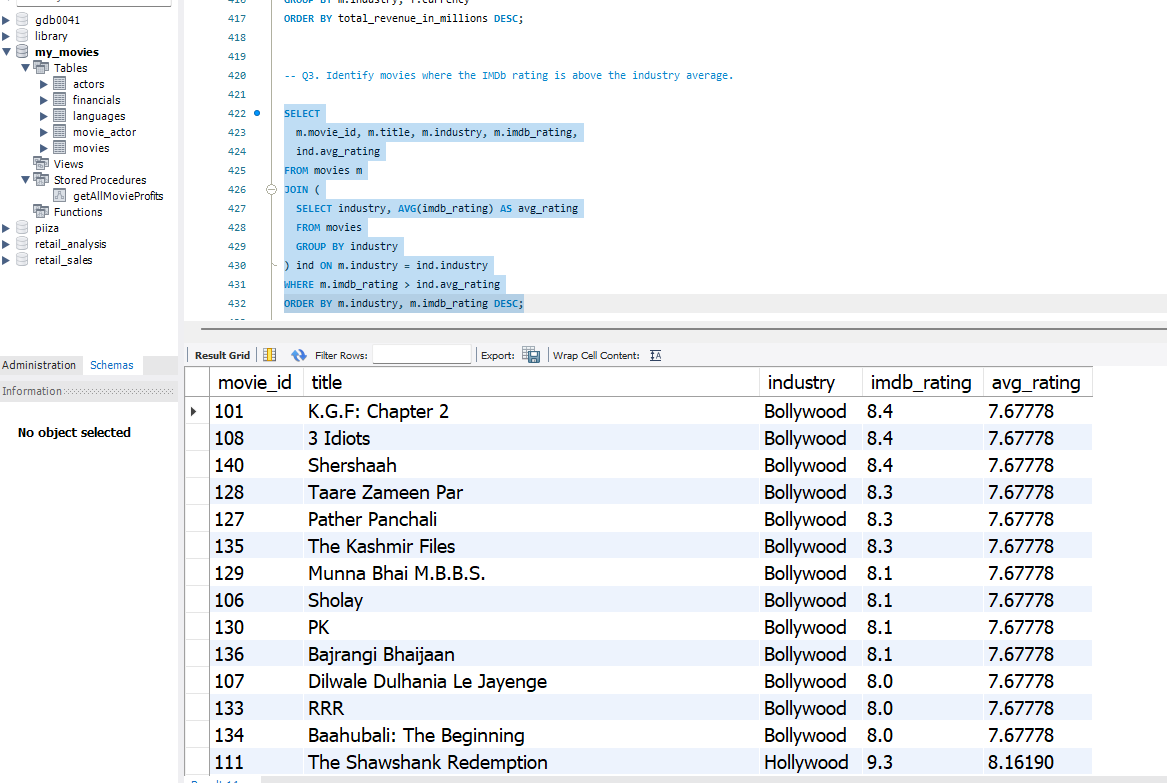 gdb0041
library
my_movies
Tables
actors
financials
languages
movie_actor
movies
Views
Stored Procedures
getAllMovieProfits
Functions
piiza
retail_analysis
retail_sales
Administration Schemas
Information
No object selected
417 ORDER BY total_revenue_in_millions DESC;
418
419
420 -- Q3. Identify movies where the IMDb rating is above the industry average.
421
422 SELECT
423 m.movie_id, m.title, m.industry, m.imdb_rating,
424 ind.avg_rating
425 FROM movies m
426 JOIN (
427 SELECT industry, AVG(imdb_rating) AS avg_rating
428 FROM movies
429 GROUP BY industry
430 ) ind ON m.industry = ind.industry
431 WHERE m.imdb_rating > ind.avg_rating
432 ORDER BY m.industry, m.imdb_rating DESC;
Result Grid Filter Rows: Export: Wrap Cell Content:
movie_id title industry imdb_rating avg_rating
101 K.G.F: Chapter 2 Bollywood 8.4 7.67778
108 3 Idiots Bollywood 8.4 7.67778
140 Shershaah Bollywood 8.4 7.67778
128 Taare Zameen Par Bollywood 8.3 7.67778
127 Pather Panchali Bollywood 8.3 7.67778
135 The Kashmir Files Bollywood 8.3 7.67778
129 Munna Bhai M.B.B.S. Bollywood 8.1 7.67778
106 Sholay Bollywood 8.1 7.67778
130 PK Bollywood 8.1 7.67778
136 Bajrangi Bhaijaan Bollywood 8.1 7.67778
107 Dilwale Dulhania Le Jayenge Bollywood 8.0 7.67778
133 RRR Bollywood 8.0 7.67778
134 Baahubali: The Beginning Bollywood 8.0 7.67778
111 The Shawshank Redemption Hollywood 9.3 8.16190